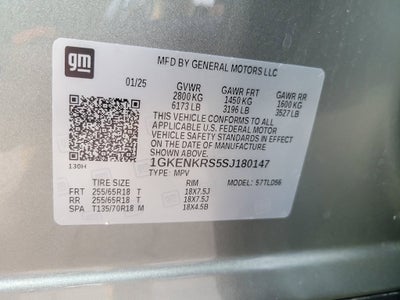 gm
MFD BY GENERAL MOTORS LLC
01/25 GVWR GAWR FRT GAWR RR
2800 KG 1450 KG 1600 KG
6173 LB 3196 LB 3527 LB
THIS VEHICLE CONFORMS TO ALL
APPLICABLE U.S. FEDERAL MOTOR
VEHICLE SAFETY STANDARDS IN EFFECT
ON THE DATE OF MANUFACTURE
SHOWN ABOVE.
130H
1GKENKRS5SJ180147
TYPE: MPV MODEL: 57TLD56
TIRE SIZE RIM
FRT 255/65R18 T 18X7.5J
RR 255/65R18 T 18X7.5J
SPA T135/70R18 M 18X4.5B